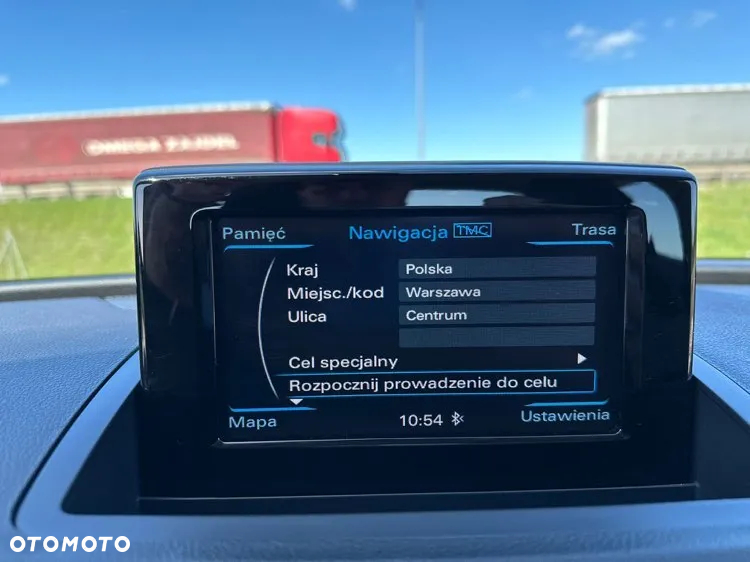 OMEGA ZAJDEL
Pamięć
Nawigacja TMC
Trasa
Kraj Polska
Miejsc./kod Warszawa
Ulica Centrum
Cel specjalny
Rozpocznij prowadzenie do celu
Mapa
10:54
Ustawienia
OTOMOTO